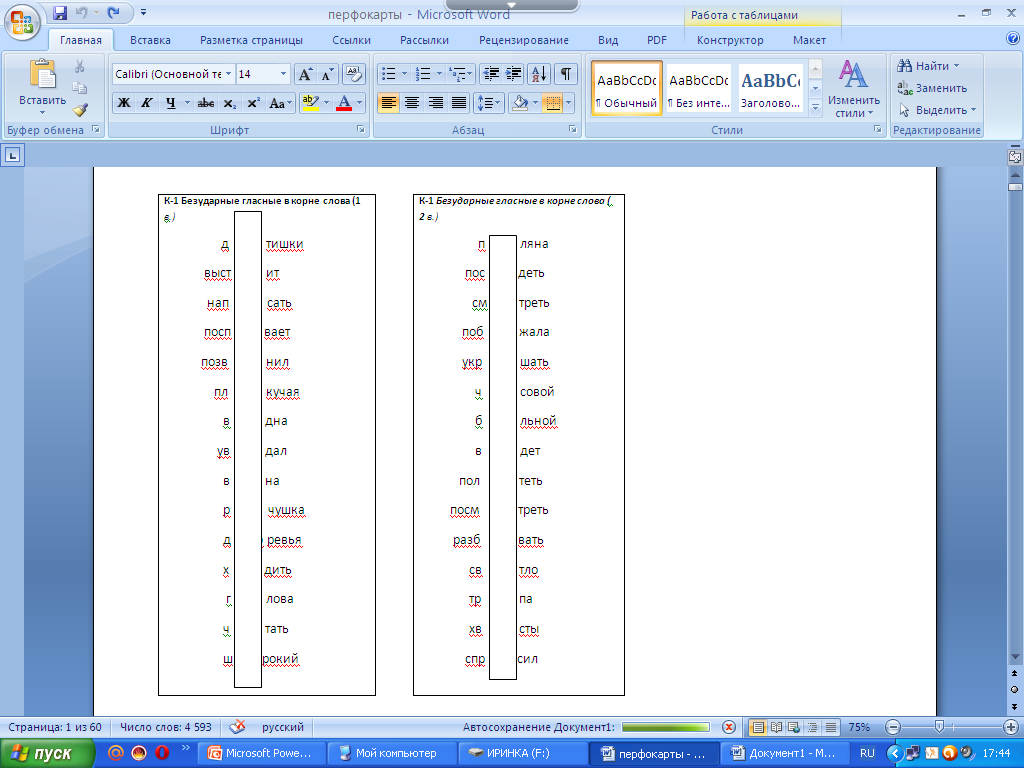 перфокарты - Microsoft Word
Работа с таблицами
Главная Вставка Разметка страницы Ссылки Рассылки Рецензирование Вид PDF Конструктор Макет
Calibri (Основной те 14
AaBbCcDc AaBbCcDc AaBbCc
Вставить
Ж К Ч abc x₂ x² Aa
¶ Обычный ¶ Без инте... Заголово...
Изменить стили
Найти
Заменить
Выделить
Буфер обмена Шрифт Абзац Стили Редактирование
К-1 Безударные гласные в корне слова (1
в.)
д тишки
выст ит
нап сать
посп вает
позв нил
пл кучая
в дна
ув дал
в на
р чушка
д ревья
х дить
г лова
ч тать
ш рокий
К-1 Безударные гласные в корне слова (
2 в.)
п ляна
пос деть
см треть
поб жала
укр шать
ч совой
б льной
в дет
пол теть
посм треть
разб вать
св тло
тр па
хв сты
спр сил
Страница: 1 из 60 Число слов: 4 593 русский Автосохранение Документ1: 75%
пуск Microsoft Powe... Мой компьютер ИРИНКА (F:) перфокарты - ... Документ1 - M... RU 17:44